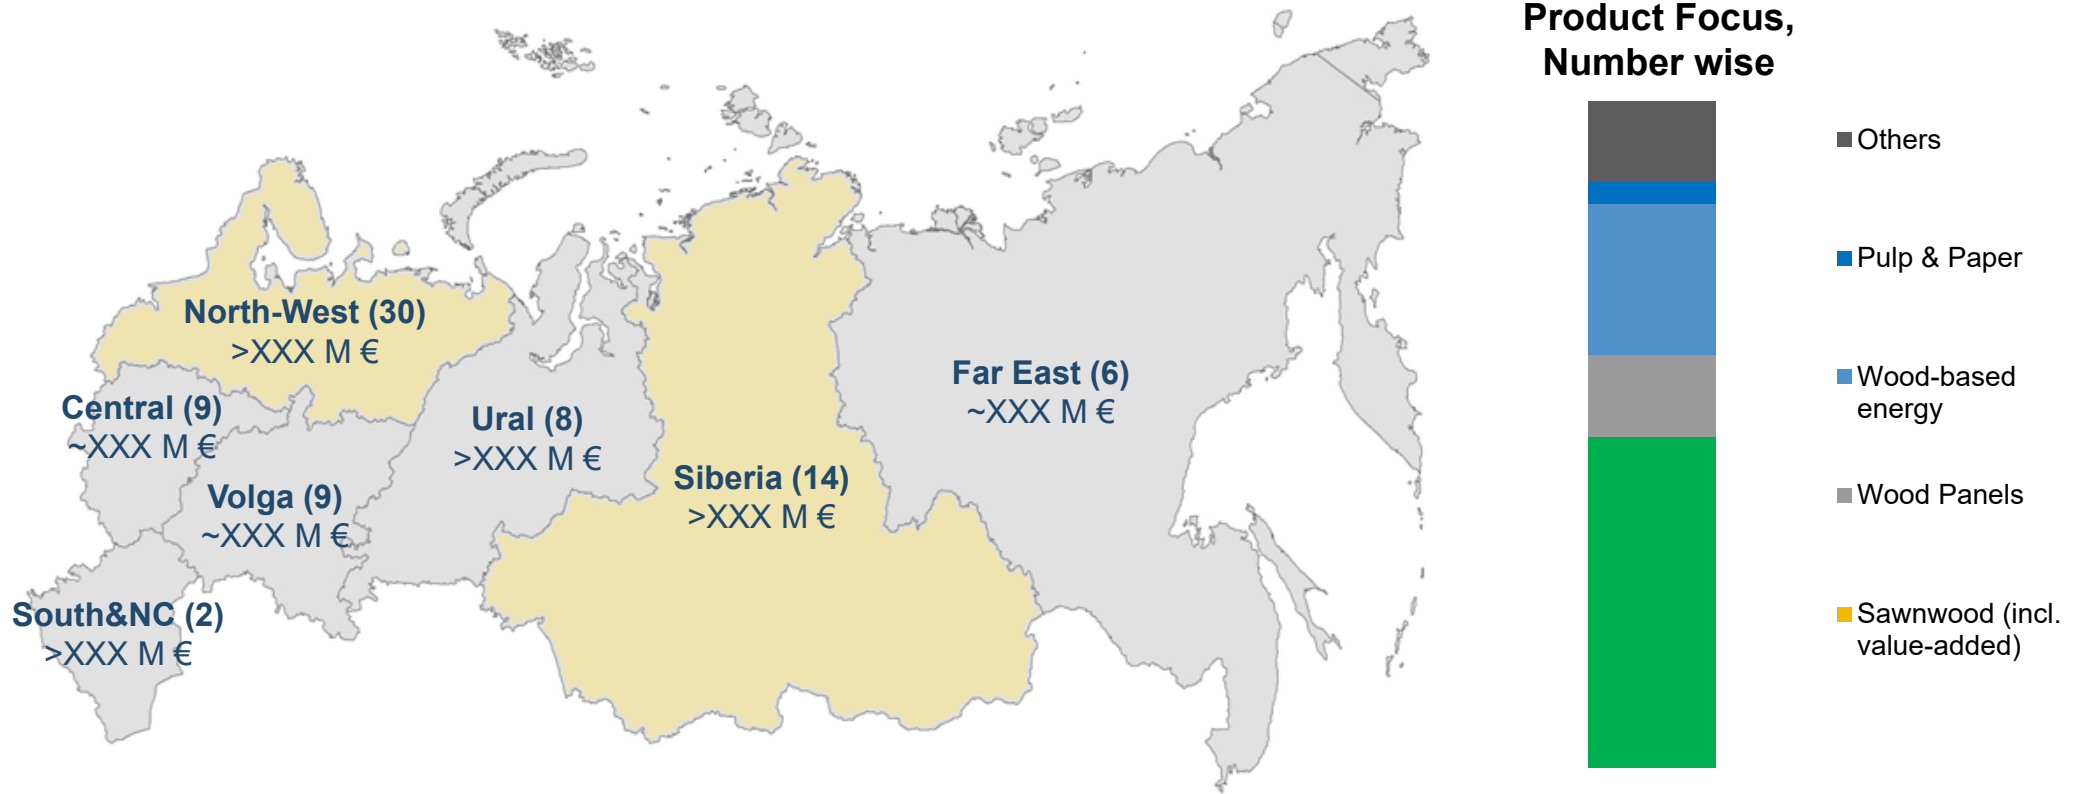 Product Focus,
Number wise
North-West (30)
>XXX M €
Central (9)
~XXX M €
Volga (9)
~XXX M €
South&NC (2)
>XXX M €
Ural (8)
>XXX M €
Siberia (14)
>XXX M €
Far East (6)
~XXX M €
Others
Pulp & Paper
Wood-based
energy
Wood Panels
Sawnwood (incl.
value-added)